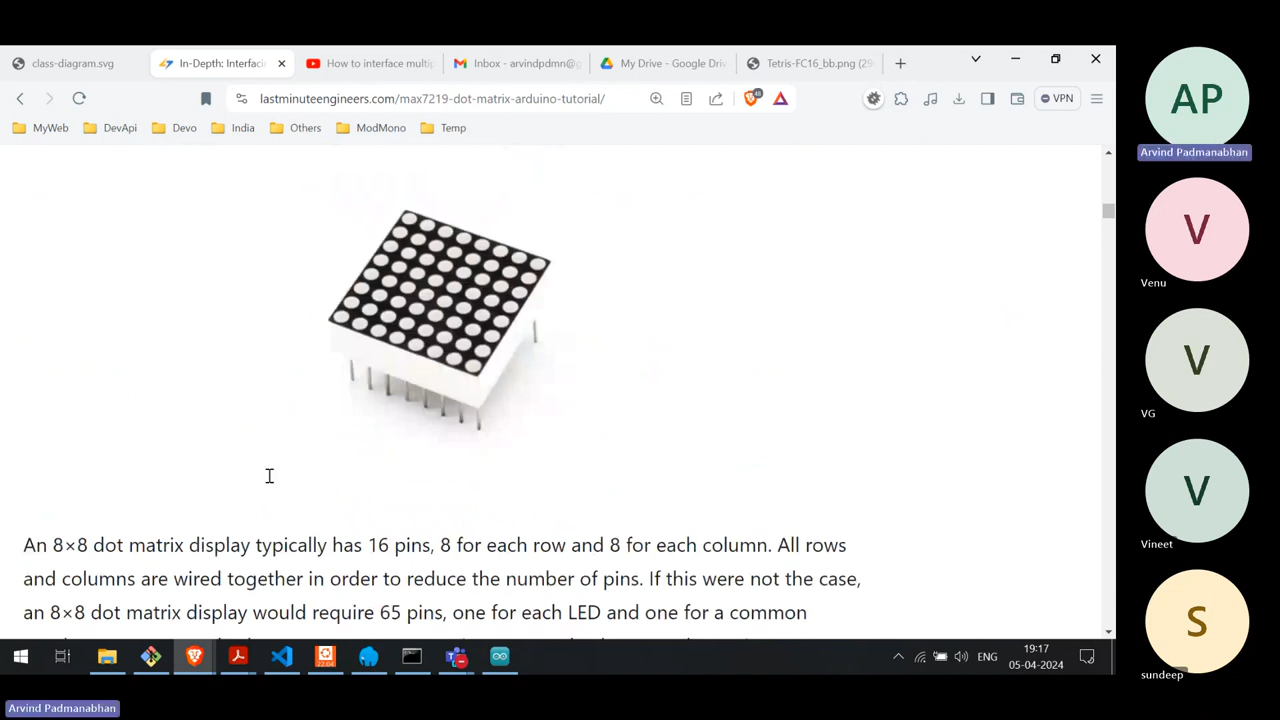 class-diagram.svg
In-Depth: Interfaci
How to interface multip
Inbox - arvindpdmn@g
My Drive - Google Driv
Tetris-FC16_bb.png (29
lastminuteengineers.com/max7219-dot-matrix-arduino-tutorial/
48
VPN
MyWeb
DevApi
Devo
India
Others
ModMono
Temp
An 8×8 dot matrix display typically has 16 pins, 8 for each row and 8 for each column. All rows
and columns are wired together in order to reduce the number of pins. If this were not the case,
an 8×8 dot matrix display would require 65 pins, one for each LED and one for a common
22.04
ENG
19:17
05-04-2024
AP
Arvind Padmanabhan
V
Venu
V
VG
V
Vineet
S
sundeep
Arvind Padmanabhan